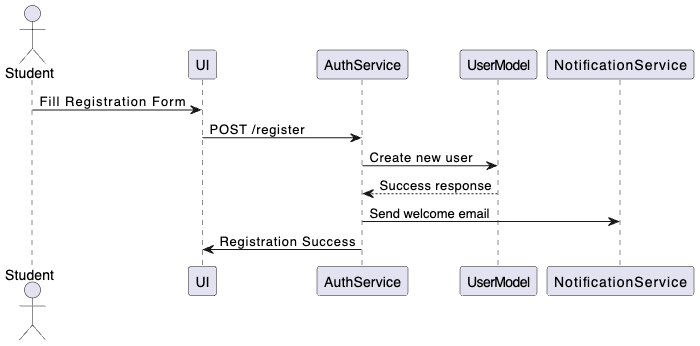 Student
UI
AuthService
UserModel
NotificationService
Fill Registration Form
POST /register
Create new user
Success response
Send welcome email
Registration Success
Student
UI
AuthService
UserModel
NotificationService